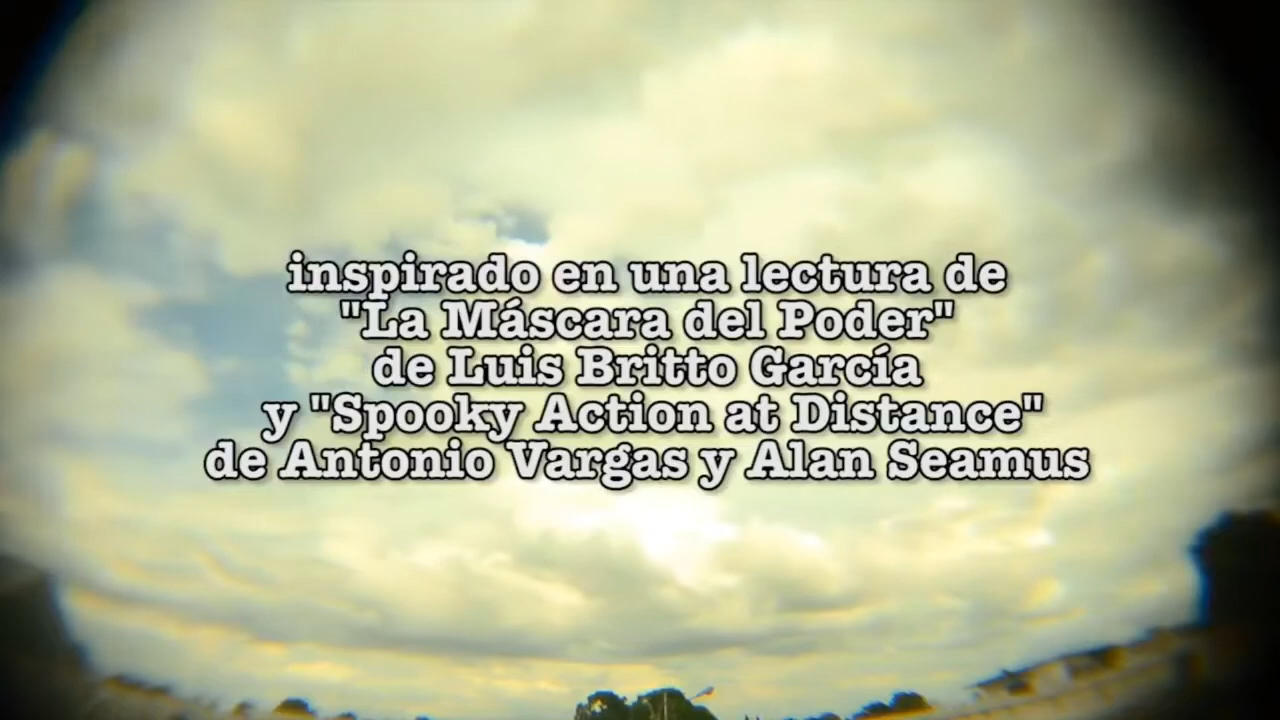 inspirado en una lectura de
"La Máscara del Poder"
de Luis Britto García
y "Spooky Action at Distance"
de Antonio Vargas y Alan Seamus